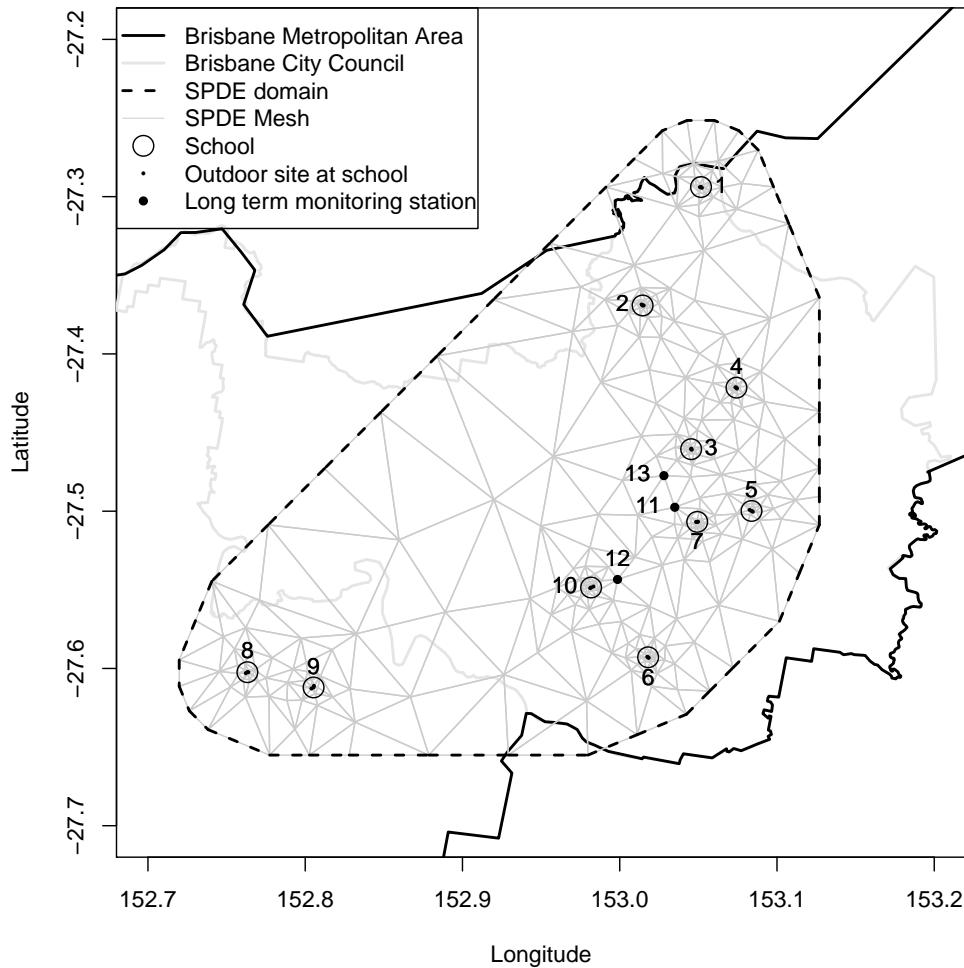 Brisbane Metropolitan Area
Brisbane City Council
SPDE domain
SPDE Mesh
School
Outdoor site at school
Long term monitoring station
−27.2
−27.3
−27.4
−27.5
−27.6
−27.7
Latitude
1
2
4
3
13
5
11
7
12
10
8
9
6
152.7
152.8
152.9
153.0
153.1
153.2
Longitude